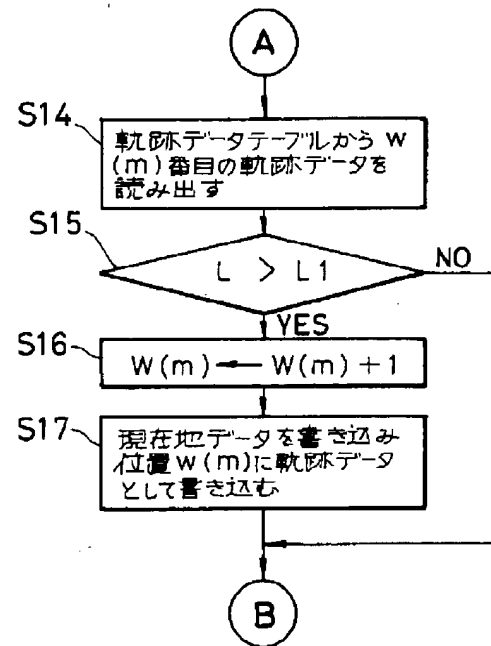 A
S14
軌跡データテーブルから W
(m) 番目の軌跡データを
読み出す
S15
L > L1
NO
YES
S16
W(m) ← W(m) + 1
S17
現在地データを書き込み
位置 W(m) に軌跡データ
として書き込む
B